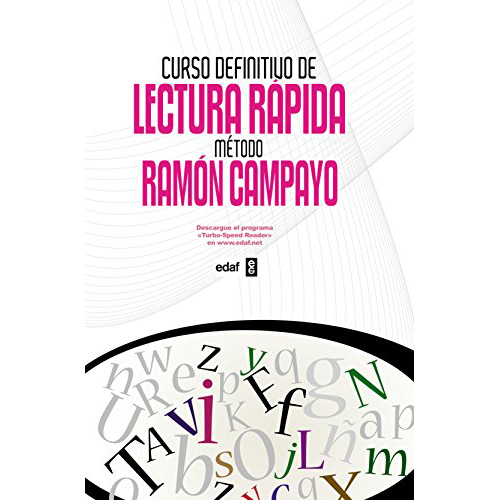 CURSO DEFINITIVO DE
LECTURA RÁPIDA
MÉTODO
RAMÓN CAMPAYO
Descargue el programa
«Turbo-Speed Reader»
en www.edaf.net
edaf